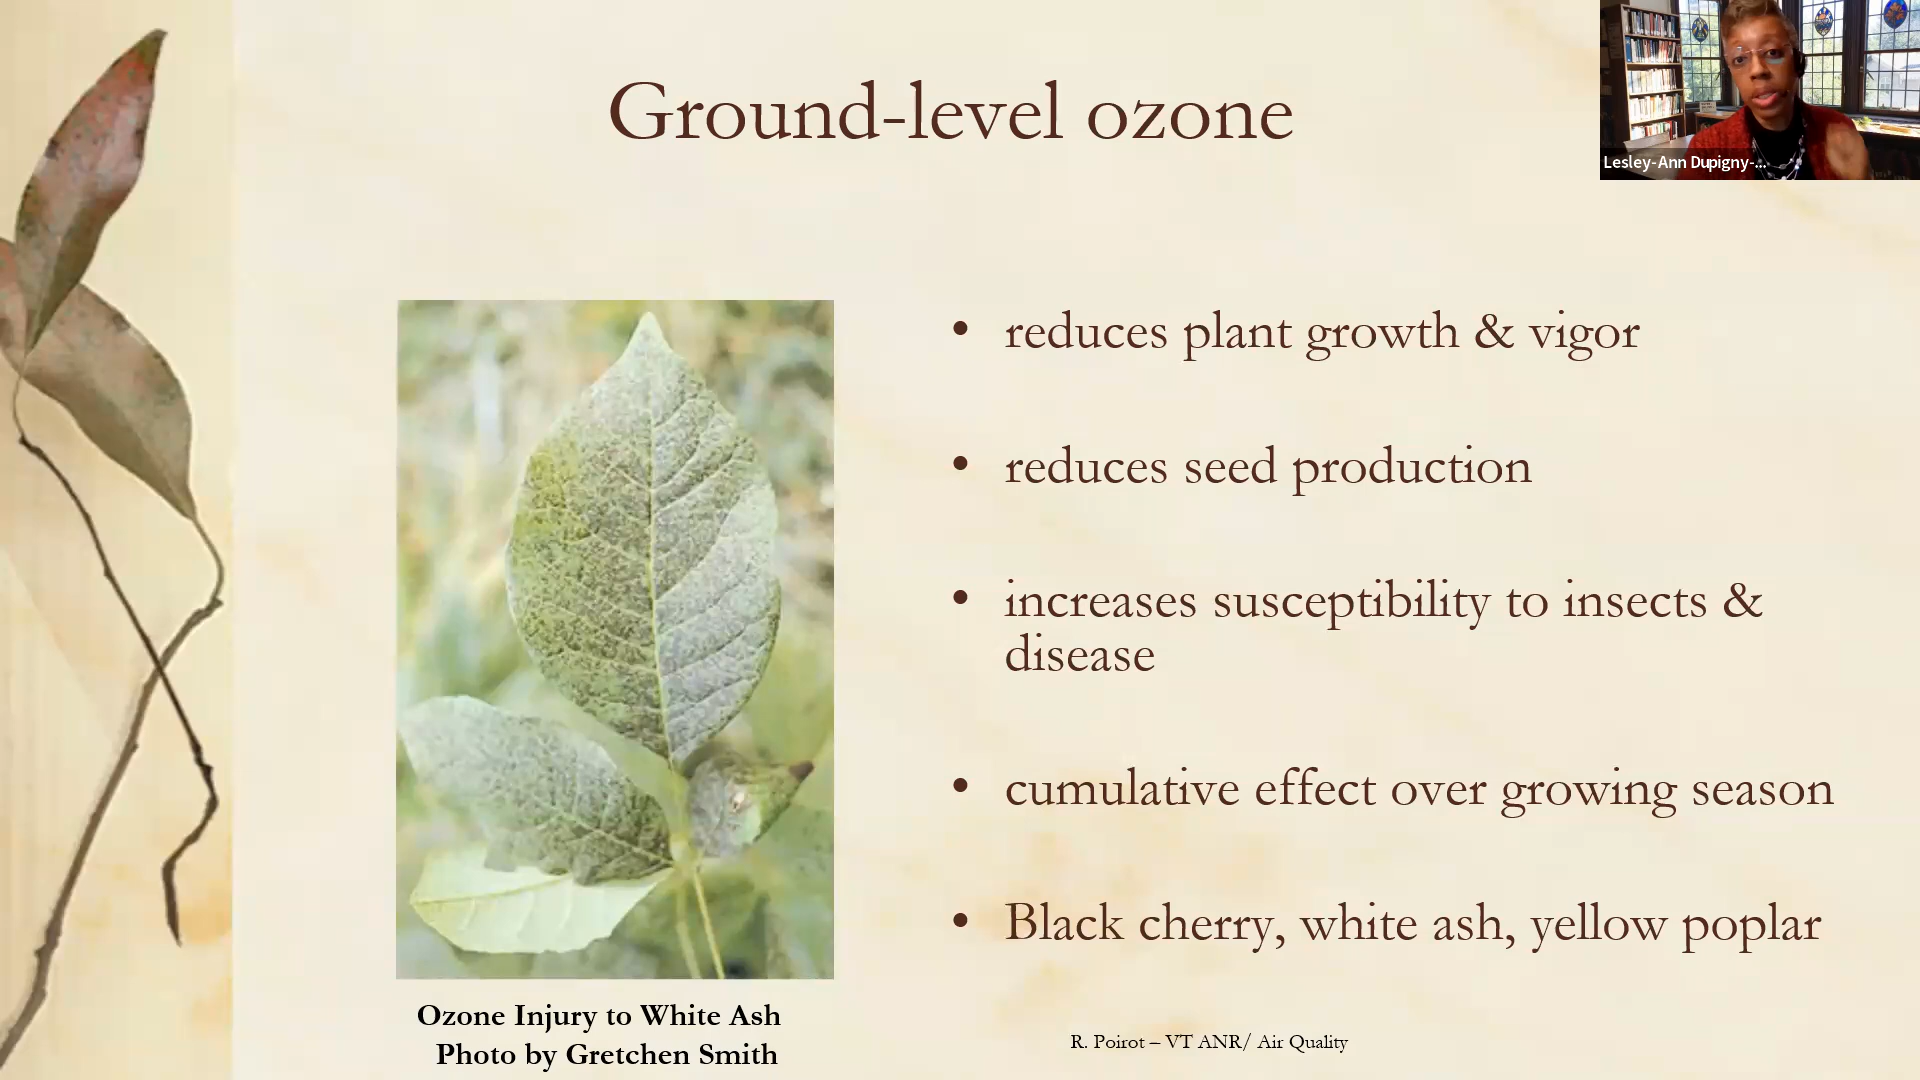 Ground-level ozone
Lesley-Ann Dupigny-...
• reduces plant growth & vigor
• reduces seed production
• increases susceptibility to insects &
disease
• cumulative effect over growing season
• Black cherry, white ash, yellow poplar
Ozone Injury to White Ash
Photo by Gretchen Smith
R. Poirot – VT ANR/ Air Quality